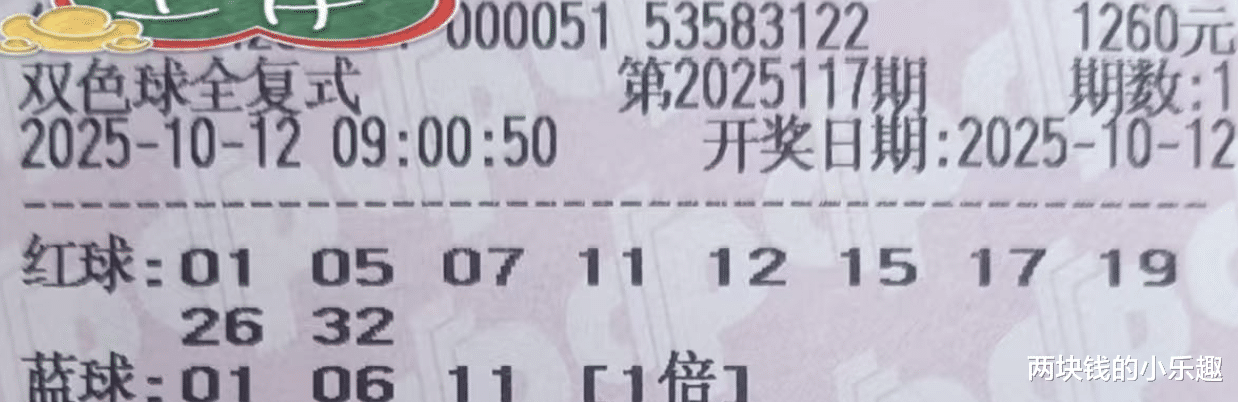 000051 53583122 1260元
双色球全复式 第2025117期 期数:1
2025-10-12 09:00:50 开奖日期:2025-10-12
红球:01 05 07 11 12 15 17 19
26 32
蓝球:01 06 11 [1倍]
两块钱的小乐趣